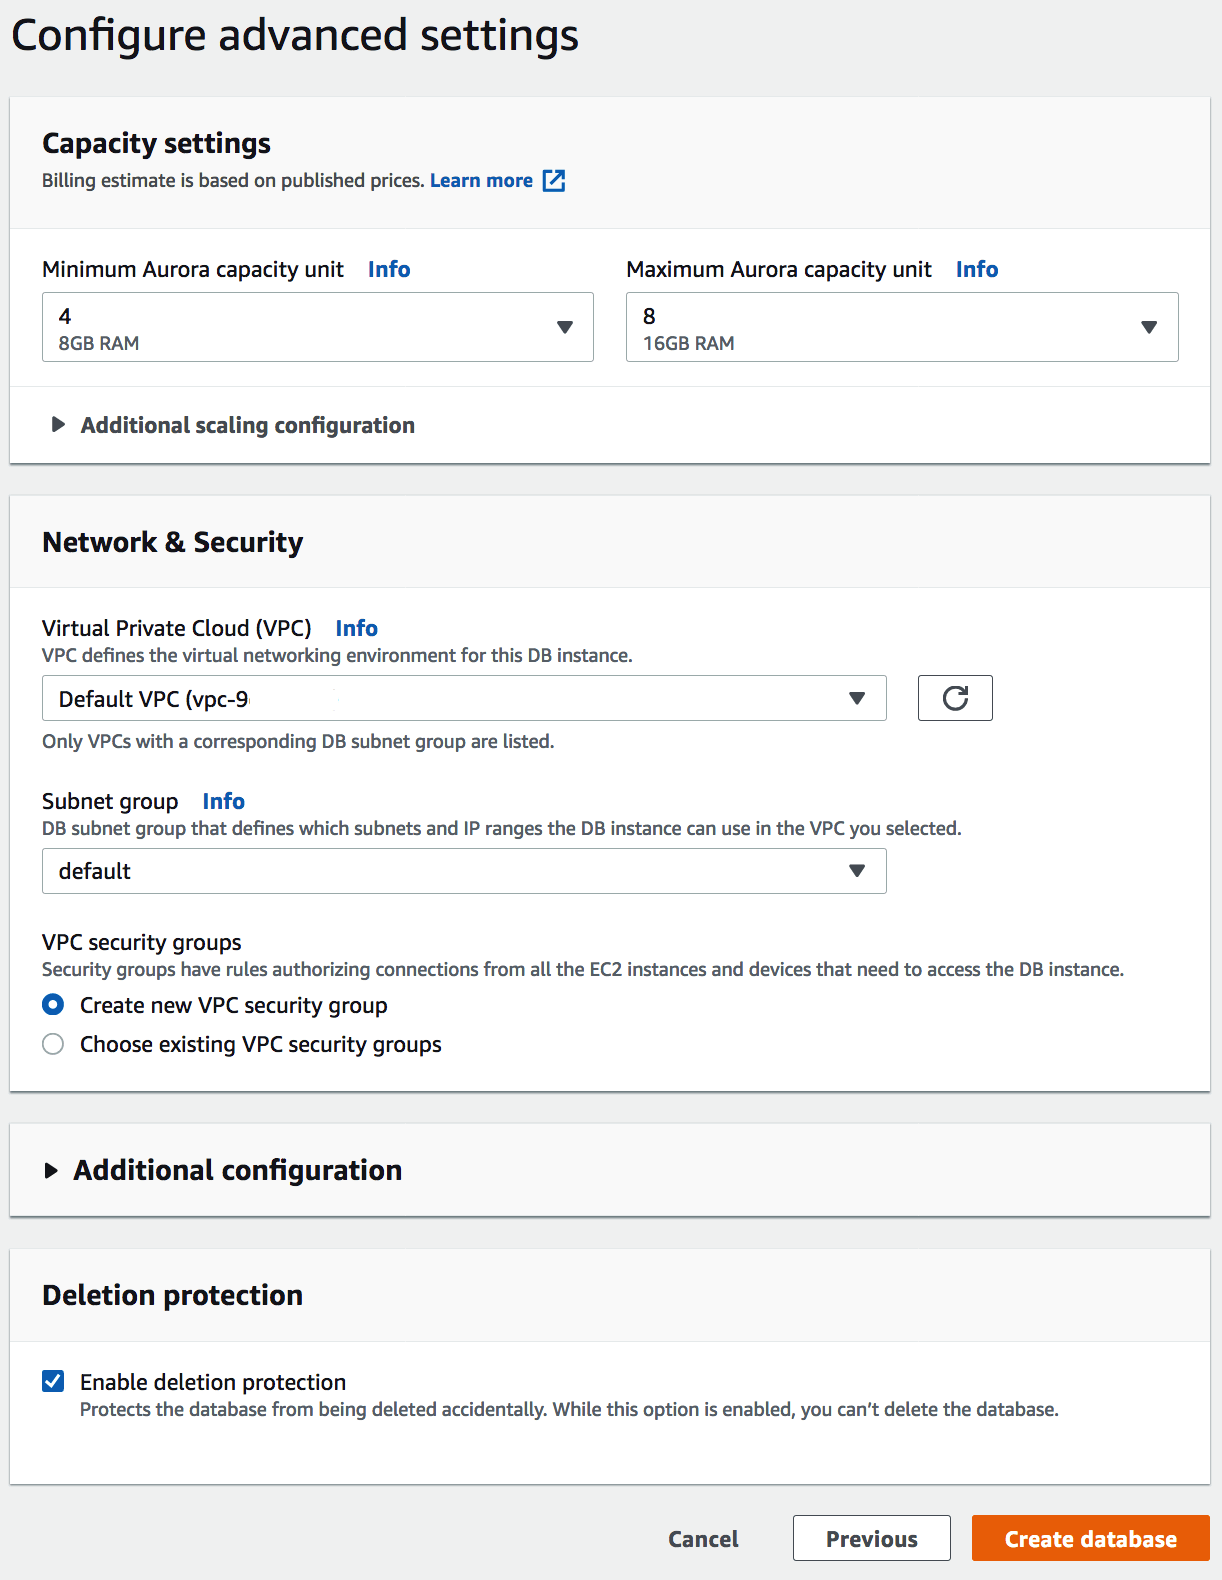 Configure advanced settings
Capacity settings
Billing estimate is based on published prices. Learn more
Minimum Aurora capacity unit Info
Maximum Aurora capacity unit Info
4
8GB RAM
8
16GB RAM
Additional scaling configuration
Network & Security
Virtual Private Cloud (VPC) Info
VPC defines the virtual networking environment for this DB instance.
Default VPC (vpc-9
Only VPCs with a corresponding DB subnet group are listed.
Subnet group Info
DB subnet group that defines which subnets and IP ranges the DB instance can use in the VPC you selected.
default
VPC security groups
Security groups have rules authorizing connections from all the EC2 instances and devices that need to access the DB instance.
Create new VPC security group
Choose existing VPC security groups
Additional configuration
Deletion protection
Enable deletion protection
Protects the database from being deleted accidentally. While this option is enabled, you can’t delete the database.
Cancel
Previous
Create database